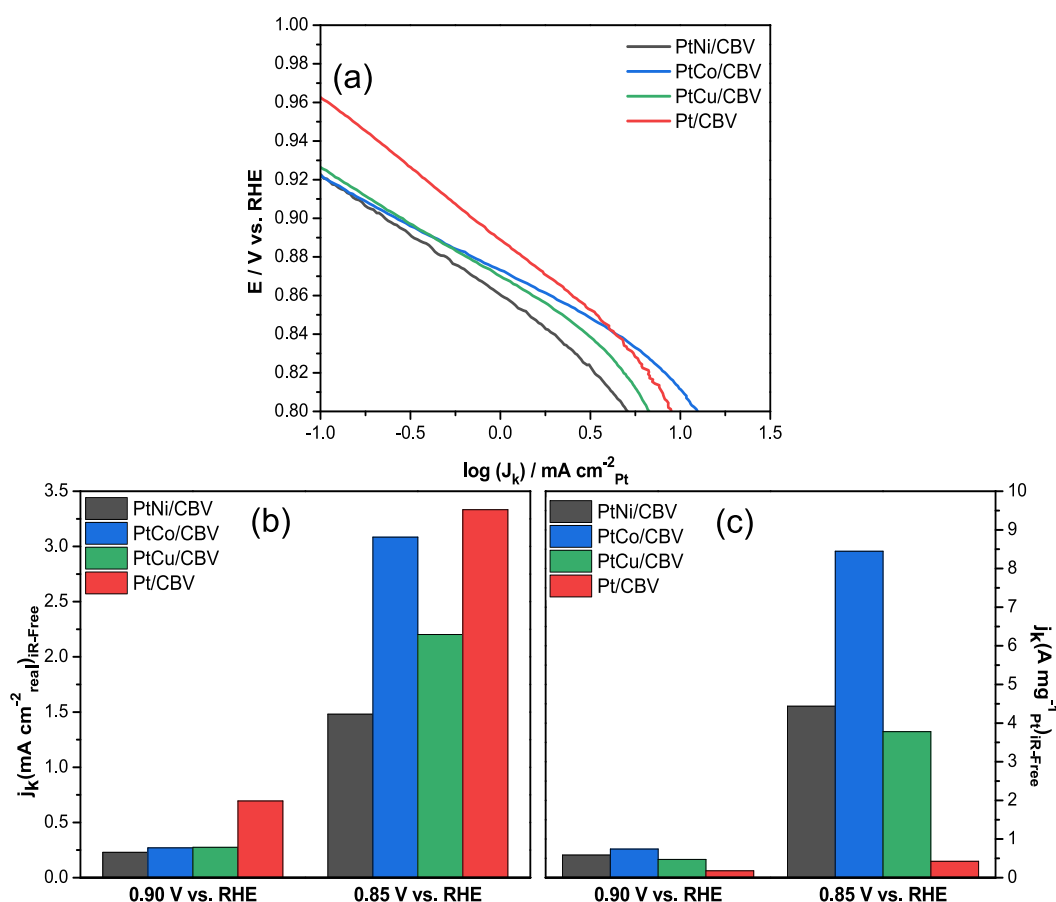 (a)
PtNi/CBV
PtCo/CBV
PtCu/CBV
Pt/CBV
E / V vs. RHE
1.00
0.98
0.96
0.94
0.92
0.90
0.88
0.86
0.84
0.82
0.80
-1.0
-0.5
0.0
0.5
1.0
1.5
log (Jk) / mA cm-2Pt
(b)
PtNi/CBV
PtCo/CBV
PtCu/CBV
Pt/CBV
jk(mA cm-2real)iR-Free
3.5
3.0
2.5
2.0
1.5
1.0
0.5
0.0
0.90 V vs. RHE
0.85 V vs. RHE
(c)
PtNi/CBV
PtCo/CBV
PtCu/CBV
Pt/CBV
10
9
8
7
6
5
4
3
2
1
0
jk(A mg-1Pt)iR-Free
0.90 V vs. RHE
0.85 V vs. RHE